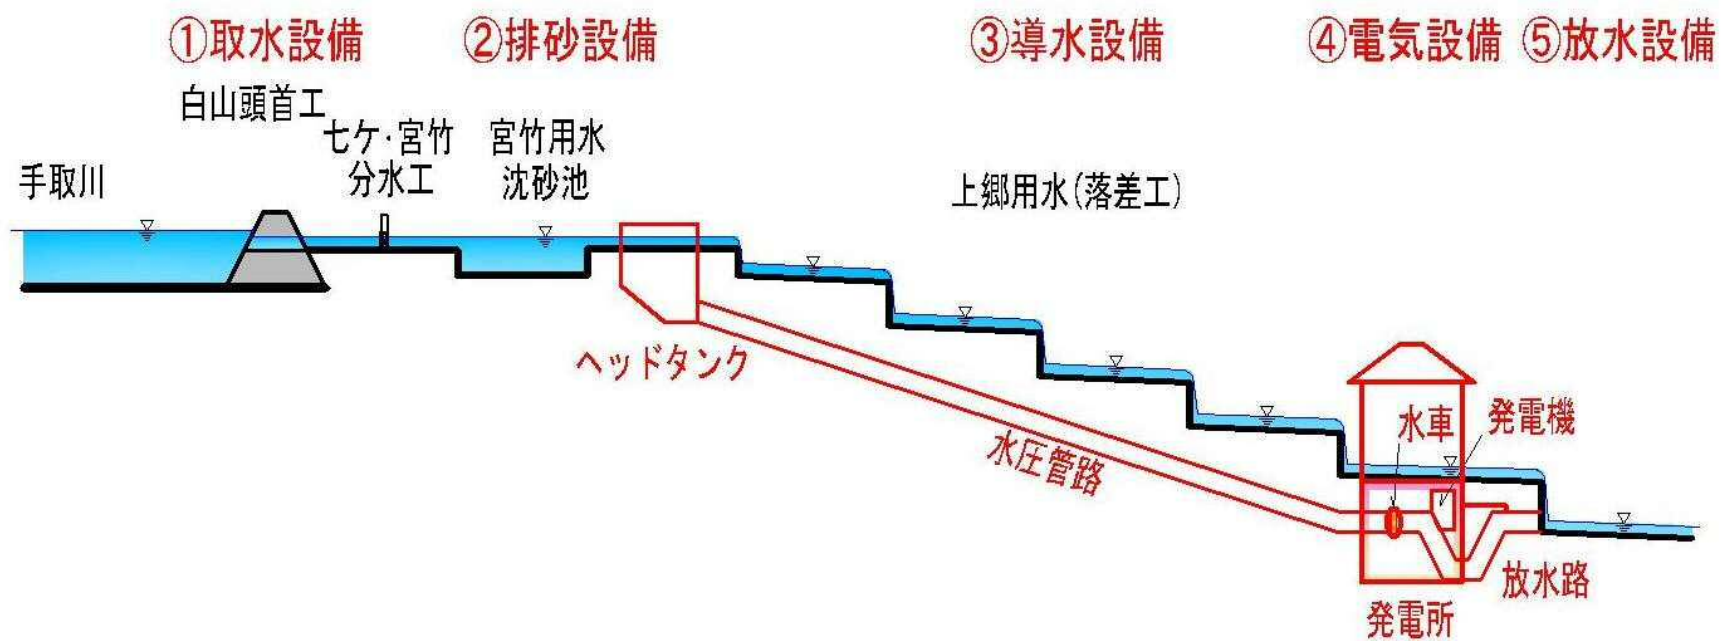 ①取水設備
②排砂設備
③導水設備
④電気設備
⑤放水設備
白山頭首工
七ケ・宮竹
分水工
宮竹用水
沈砂池
手取川
上郷用水(落差工)
ヘッドタンク
水圧管路
水車
発電機
放水路
発電所